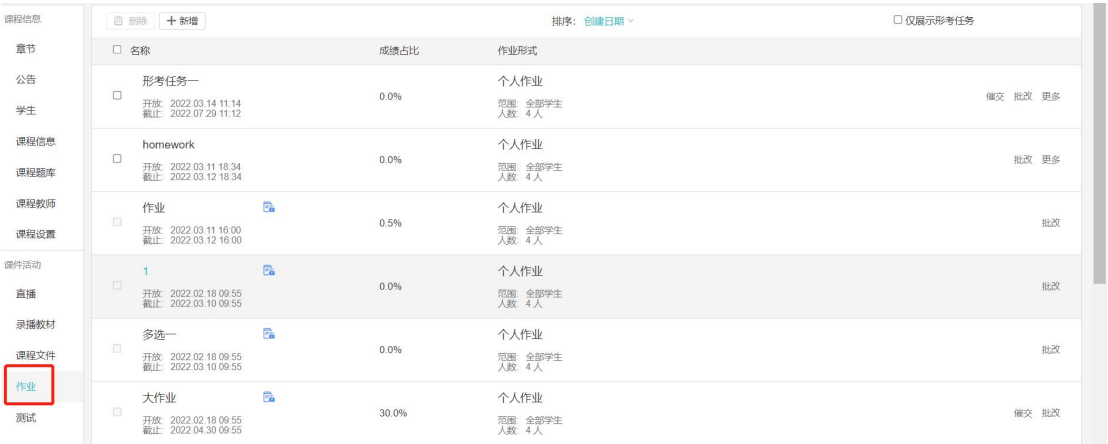 课程信息
章节
公告
学生
课程信息
课程题库
课程教师
课程设置
课件活动
直播
录播教材
课程文件
作业
测试
删除 + 新增 排序： 创建日期 仅展示形考任务
名称 成绩占比 作业形式
形考任务一 个人作业
0.0% 催交 批改 更多
开放: 2022.03.14 11:14 范围: 全部学生
截止: 2022.07.29 11:12 人数: 4 人
homework 个人作业
0.0% 批改 更多
开放: 2022.03.11 18:34 范围: 全部学生
截止: 2022.03.12 18:34 人数: 4 人
作业 个人作业
0.5% 批改
开放: 2022.03.11 16:00 范围: 全部学生
截止: 2022.03.12 16:00 人数: 4 人
1 个人作业
0.0% 批改
开放: 2022.02.18 09:55 范围: 全部学生
截止: 2022.03.10 09:55 人数: 4 人
多选一 个人作业
0.0% 批改
开放: 2022.02.18 09:55 范围: 全部学生
截止: 2022.03.10 09:55 人数: 4 人
大作业 个人作业
30.0% 催交 批改
开放: 2022.02.18 09:55 范围: 全部学生
截止: 2022.04.30 09:55 人数: 4 人